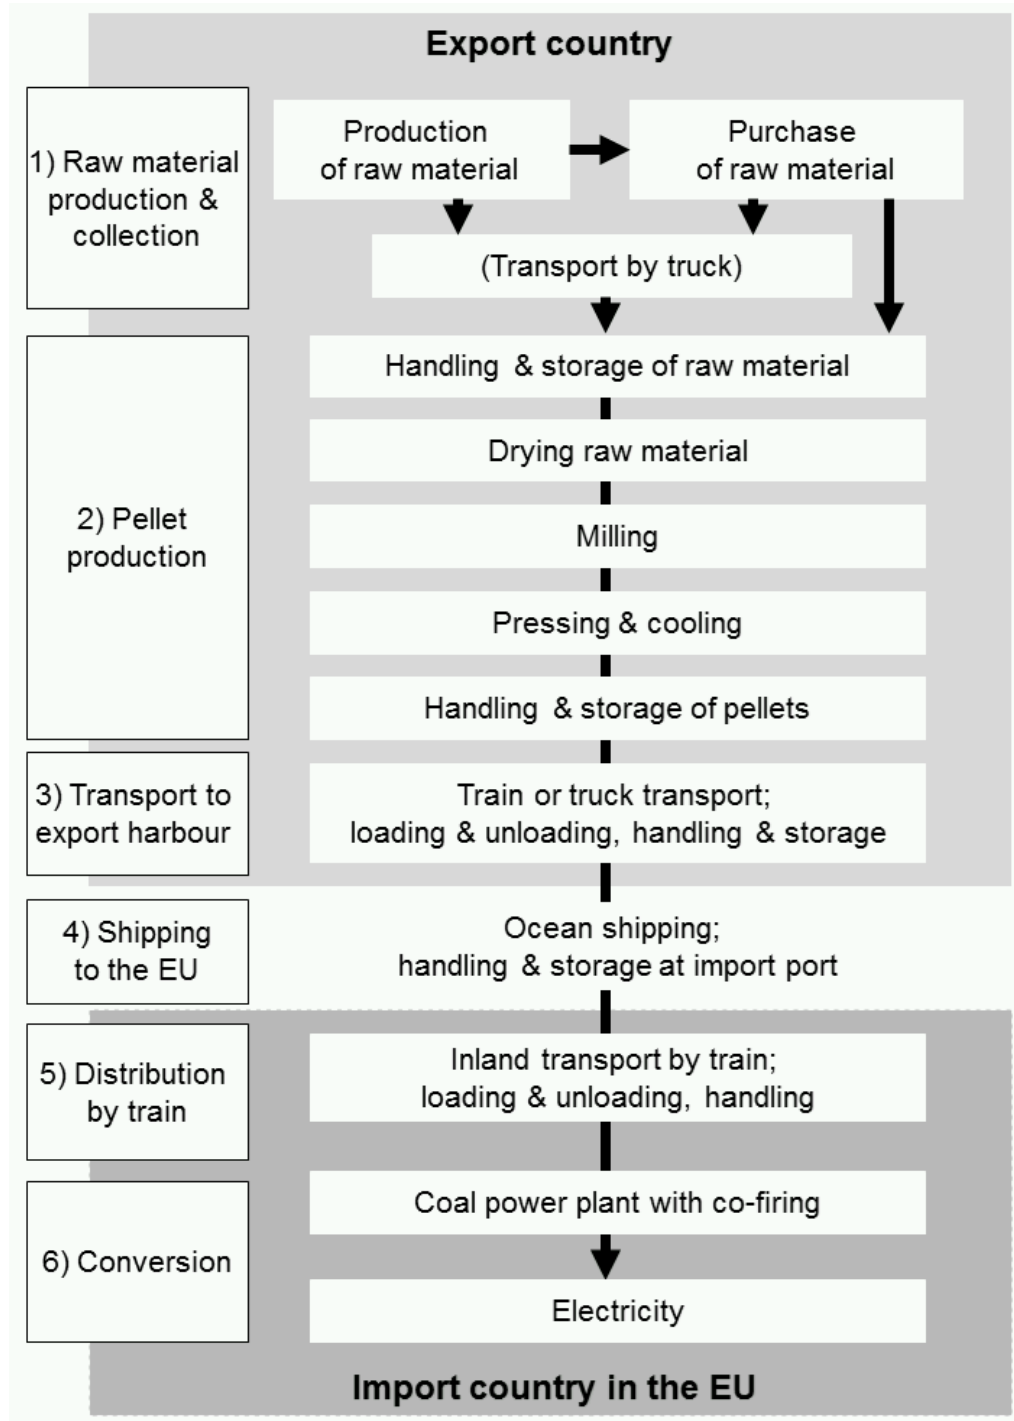 Export country
1) Raw material
production &
collection
Production
of raw material
Purchase
of raw material
(Transport by truck)
2) Pellet
production
Handling & storage of raw material
Drying raw material
Milling
Pressing & cooling
Handling & storage of pellets
3) Transport to
export harbour
Train or truck transport;
loading & unloading, handling & storage
4) Shipping
to the EU
Ocean shipping;
handling & storage at import port
5) Distribution
by train
Inland transport by train;
loading & unloading, handling
6) Conversion
Coal power plant with co-firing
Electricity
Import country in the EU